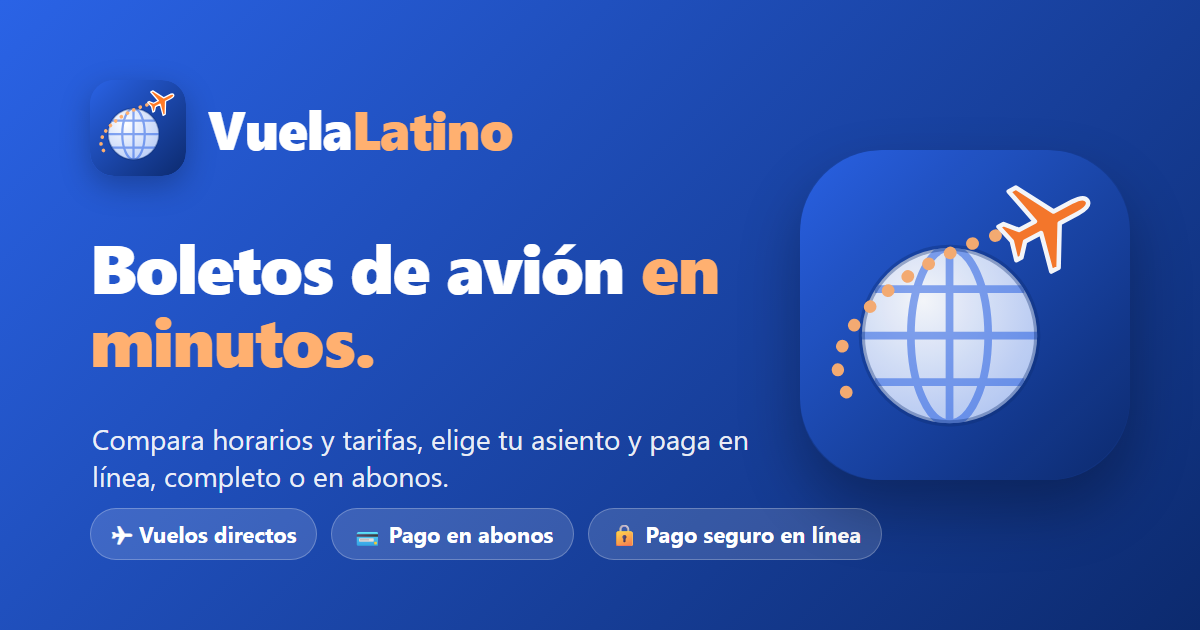 VuelaLatino
Boletos de avión en
minutos.
Compara horarios y tarifas, elige tu asiento y paga en
línea, completo o en abonos.
Vuelos directos
Pago en abonos
Pago seguro en línea